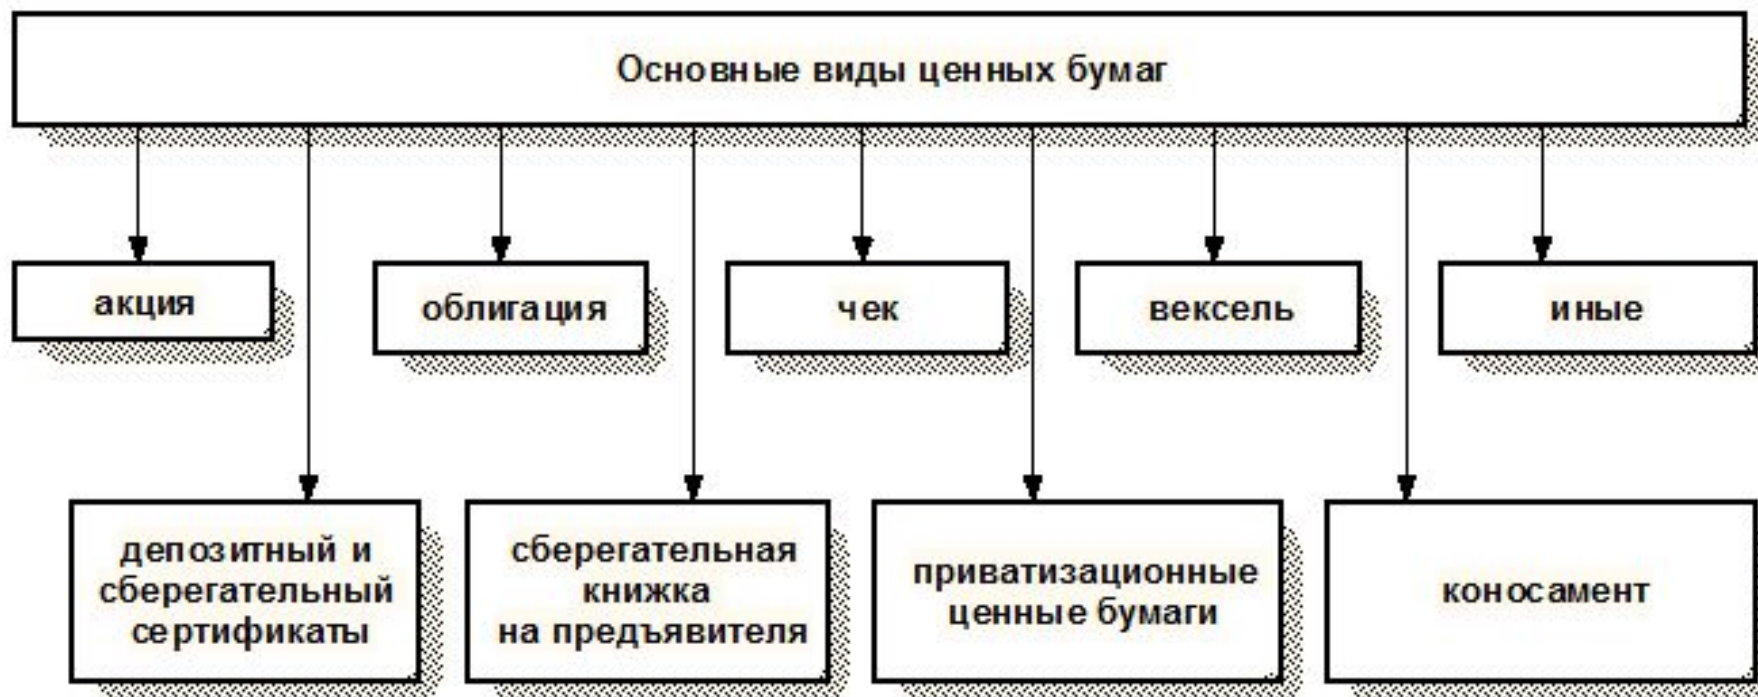 Основные виды ценных бумаг
акция
облигация
чек
вексель
иные
депозитный и
сберегательный
сертификаты
сберегательная
книжка
на предъявителя
приватизационные
ценные бумаги
коносамент